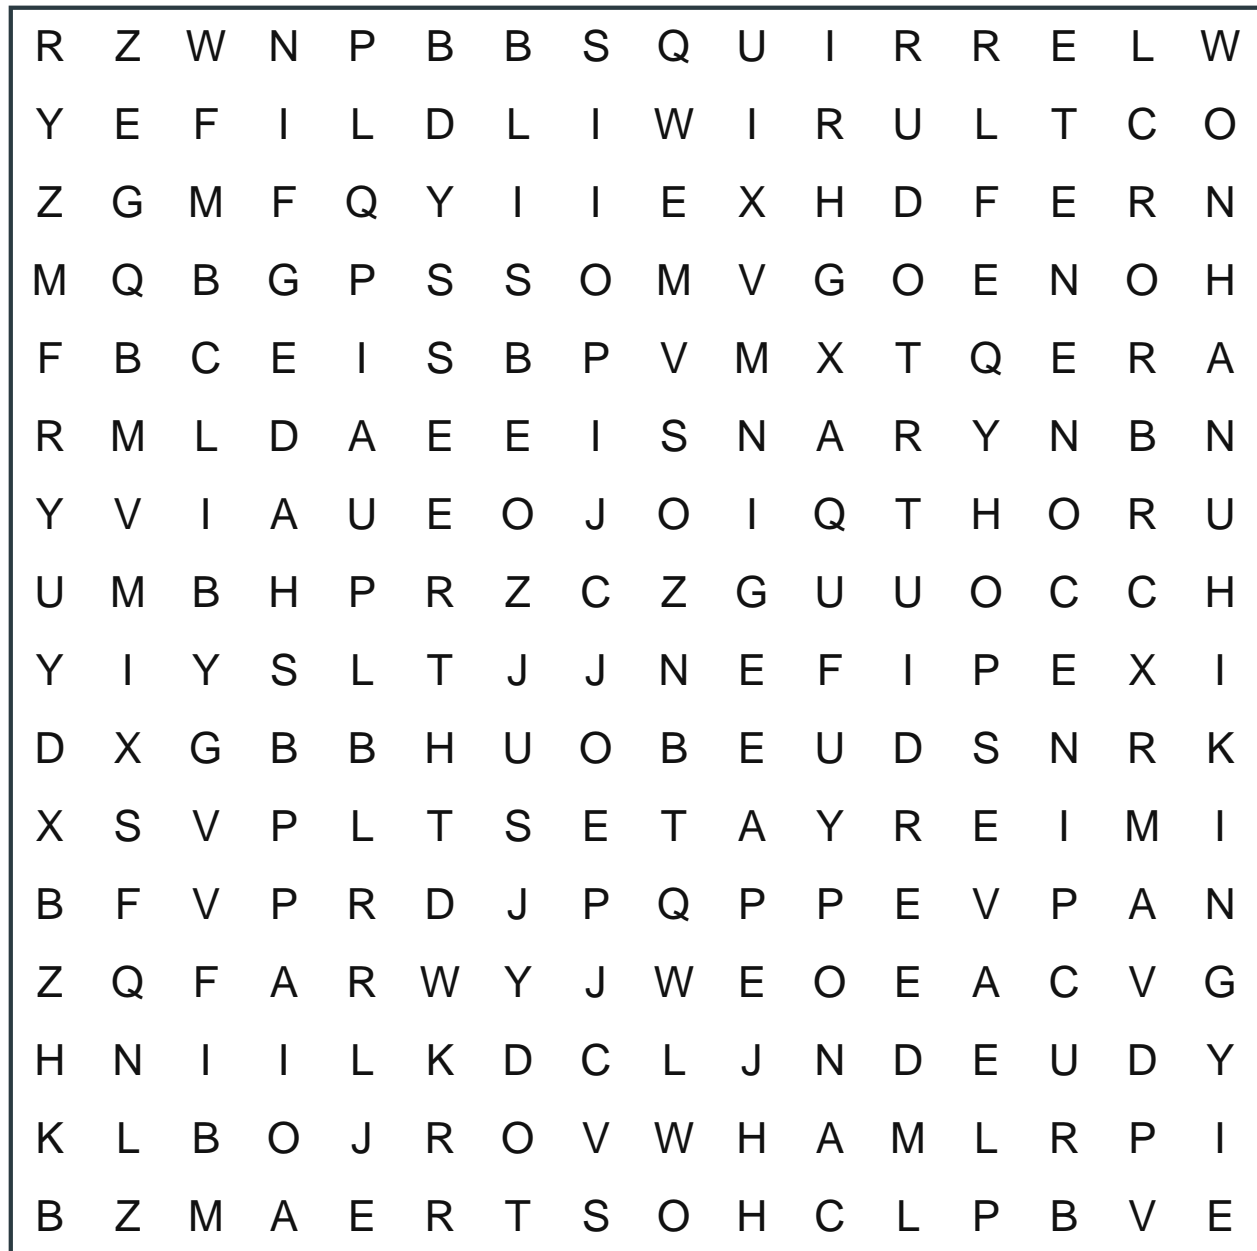 R Z W N P B B S Q U I R R E L W
Y E F I L D L I W I R U L T C O
Z G M F Q Y I I E X H D F E R N
M Q B G P S S O M V G O E N O H
F B C E I S B P V M X T Q E R A
R M L D A E E I S N A R Y N B N
Y V I A U E O J O I Q T H O R U
U M B H P R Z C Z G U U O C C H
Y I Y S L T J J N E F I P E X I
D X G B B H U O B E U D S N R K
X S V P L T S E T A Y R E I M I
B F V P R D J P Q P P E V P A N
Z Q F A R W Y J W E O E A C V G
H N I I L K D C L J N D E U D Y
K L B O J R O V W H A M L R P I
B Z M A E R T S O H C L P B V E